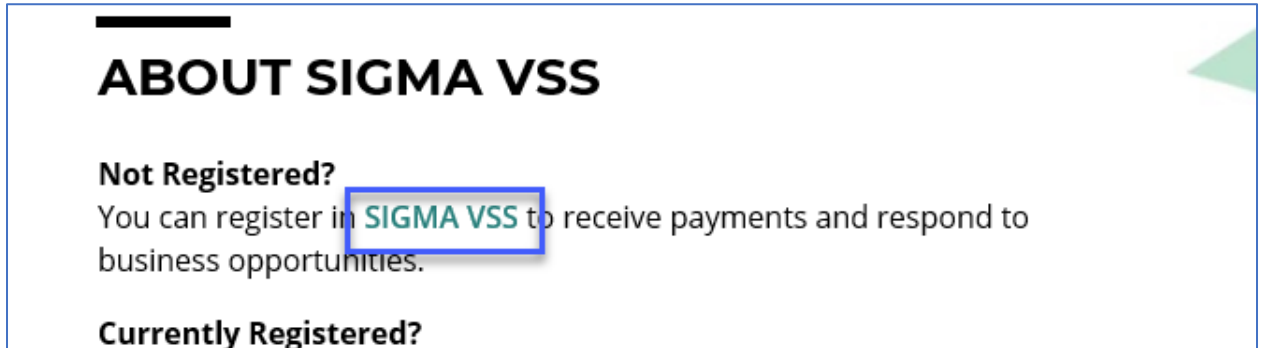 ABOUT SIGMA VSS
Not Registered?
You can register in SIGMA VSS to receive payments and respond to
business opportunities.
Currently Registered?